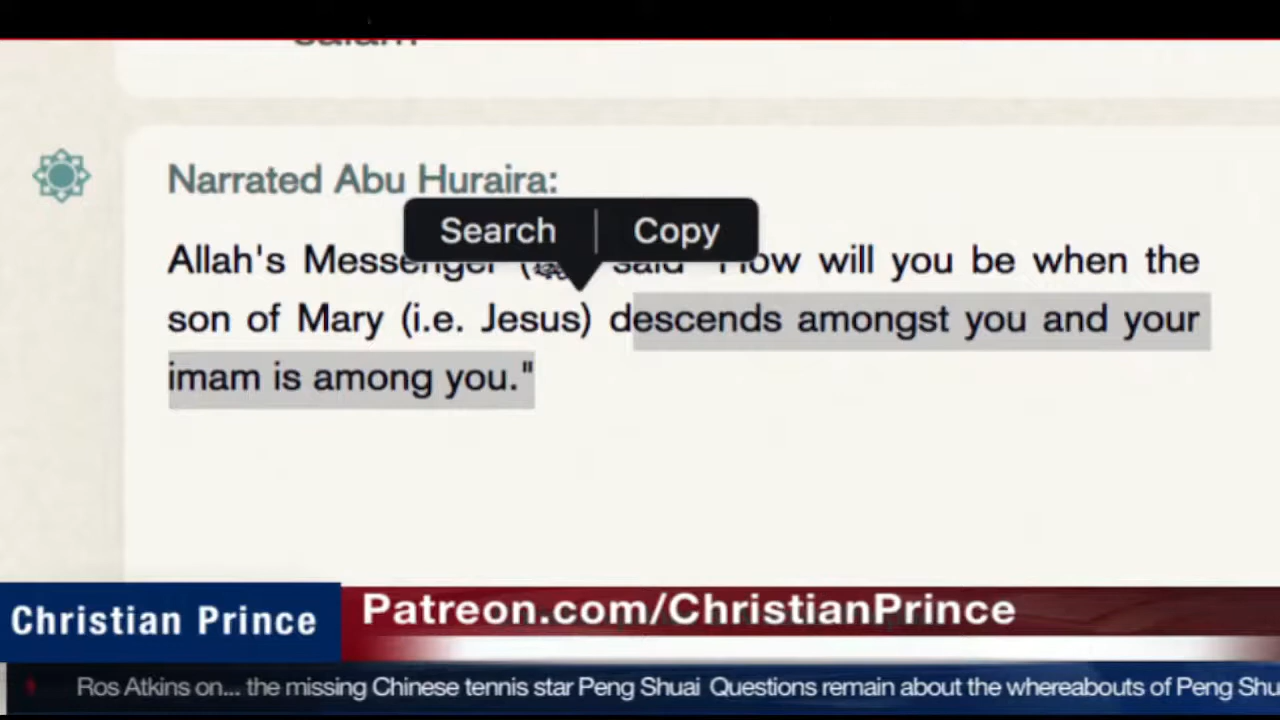 salam
Narrated Abu Huraira:
Search Copy
Allah's Messenger said "How will you be when the
son of Mary (i.e. Jesus) descends amongst you and your
imam is among you."
Christian Prince
Patreon.com/ChristianPrince
Ros Atkins on... the missing Chinese tennis star Peng Shuai Questions remain about the whereabouts of Peng Shu